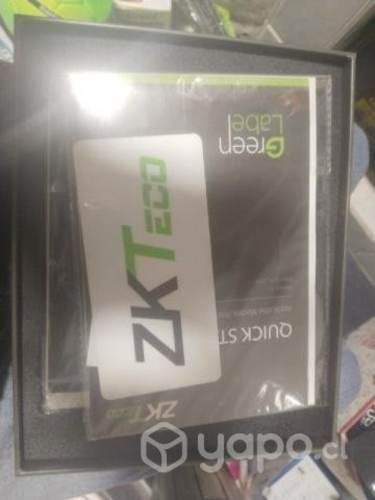 Green
Label
ZKTECO
QUICK ST
ZKTECO
yapo.cl